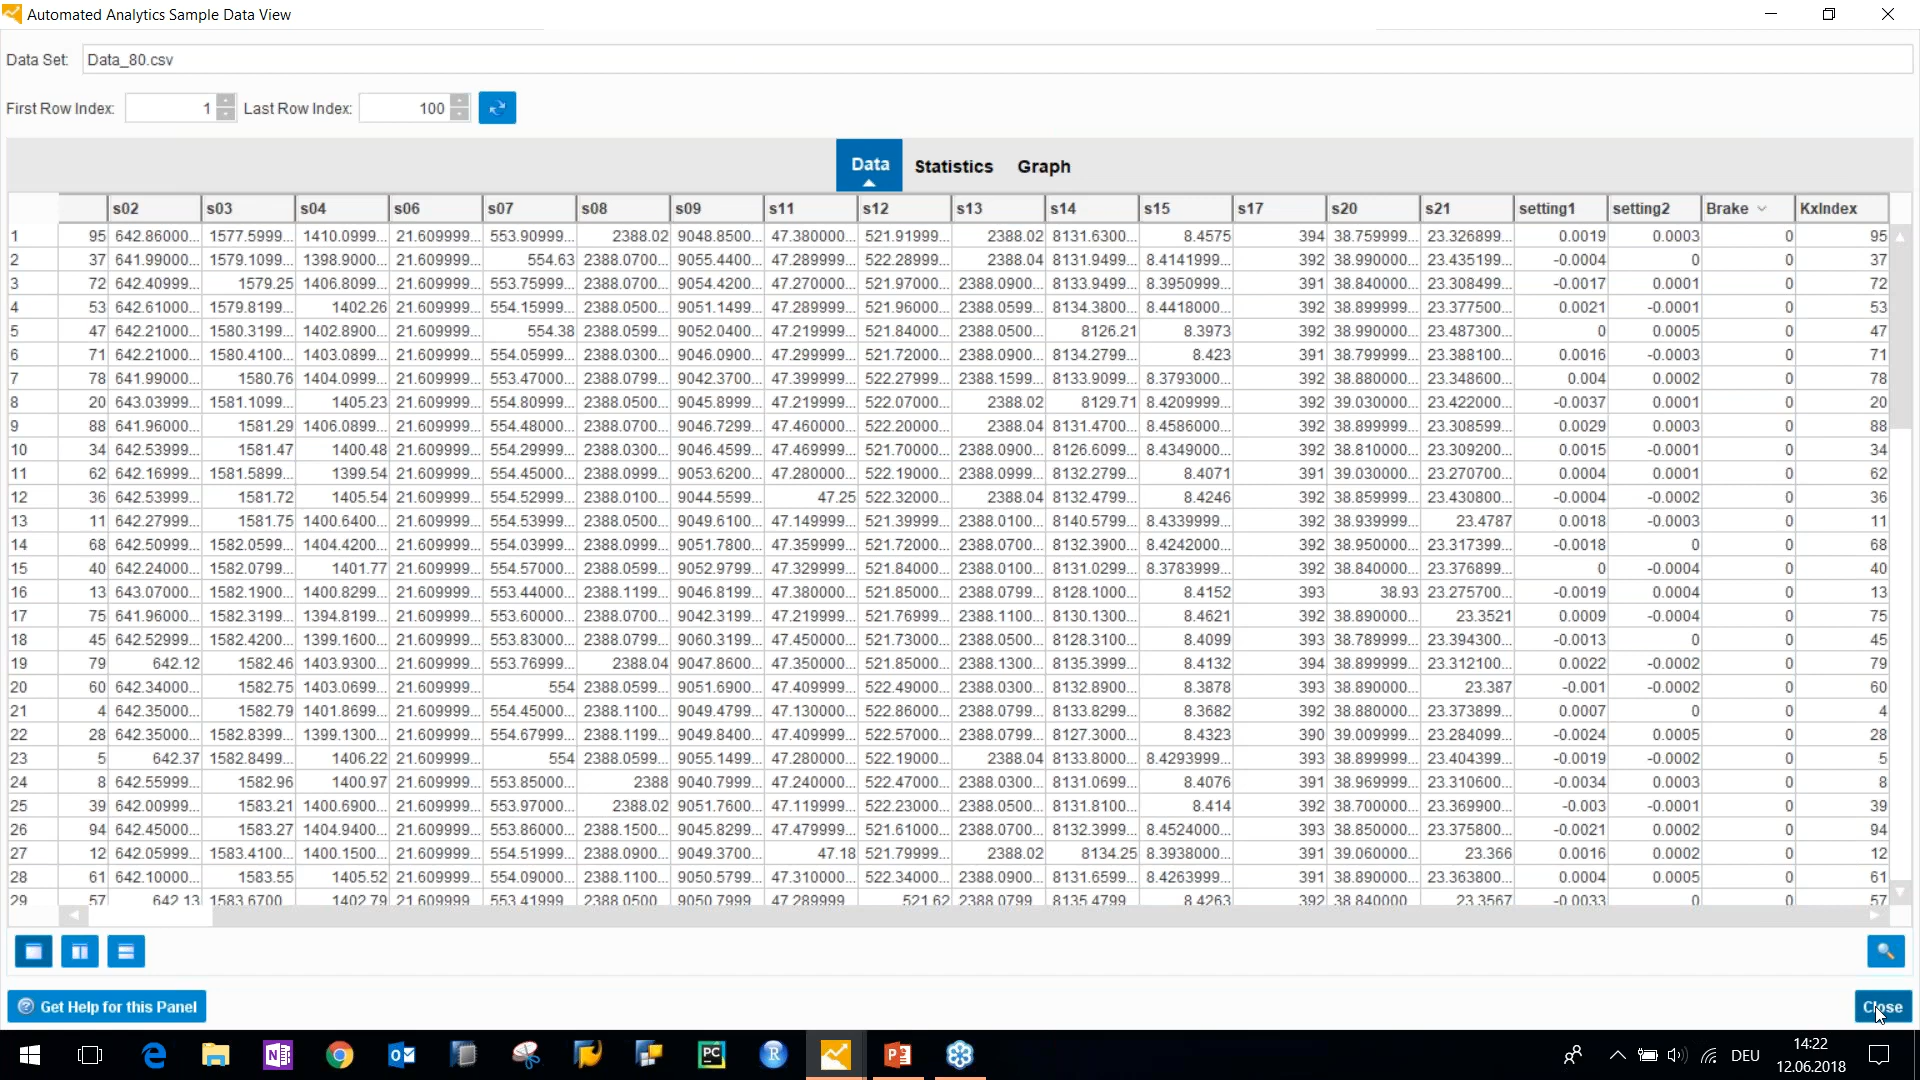 Automated Analytics Sample Data View
Data Set: Data_80.csv
First Row Index: 1 Last Row Index: 100
Data Statistics Graph
s02 s03 s04 s06 s07 s08 s09 s11 s12 s13 s14 s15 s17 s20 s21 setting1 setting2 Brake KxIndex
1 95 642.86000... 1577.5999... 1410.0999... 21.609999... 553.90999... 2388.02 9048.8500... 47.380000... 521.91999... 2388.02 8131.6300... 8.4575 394 38.759999... 23.326899... 0.0019 0.0003 0 95
2 37 641.99000... 1579.1099... 1398.9000... 21.609999... 554.63 2388.0700... 9055.4400... 47.289999... 522.28999... 2388.04 8131.9499... 8.4141999... 392 38.990000... 23.435199... -0.0004 0 0 37
3 72 642.40999... 1579.25 1406.8099... 21.609999... 553.75999... 2388.0700... 9054.4200... 47.270000... 521.97000... 2388.0900... 8133.9499... 8.3950999... 391 38.840000... 23.308499... -0.0017 0.0001 0 72
4 53 642.61000... 1579.8199... 1402.26 21.609999... 554.15999... 2388.0500... 9051.1499... 47.289999... 521.96000... 2388.0599... 8134.3800... 8.4418000... 392 38.899999... 23.377500... 0.0021 -0.0001 0 53
5 47 642.21000... 1580.3199... 1402.8900... 21.609999... 554.38 2388.0599... 9052.0400... 47.219999... 521.84000... 2388.0500... 8126.21 8.3973 392 38.990000... 23.487300... 0 0.0005 0 47
6 71 642.21000... 1580.4100... 1403.0899... 21.609999... 554.05999... 2388.0300... 9046.0900... 47.299999... 521.72000... 2388.0900... 8134.2799... 8.423 391 38.799999... 23.388100... 0.0016 -0.0003 0 71
7 78 641.99000... 1580.76 1404.0999... 21.609999... 553.47000... 2388.0799... 9042.3700... 47.399999... 522.27999... 2388.1599... 8133.9099... 8.3793000... 392 38.880000... 23.348600... 0.004 0.0002 0 78
8 20 643.03999... 1581.1099... 1405.23 21.609999... 554.80999... 2388.0500... 9045.8999... 47.219999... 522.07000... 2388.02 8129.71 8.4209999... 392 39.030000... 23.422000... -0.0037 0.0001 0 20
9 88 641.96000... 1581.29 1406.0899... 21.609999... 554.48000... 2388.0700... 9046.7299... 47.460000... 522.20000... 2388.04 8131.4700... 8.4586000... 392 38.899999... 23.308599... 0.0029 0.0003 0 88
10 34 642.53999... 1581.47 1400.48 21.609999... 554.29999... 2388.0300... 9046.4599... 47.469999... 521.70000... 2388.0900... 8126.6099... 8.4349000... 392 38.810000... 23.309200... 0.0015 -0.0001 0 34
11 62 642.16999... 1581.5899... 1399.54 21.609999... 554.45000... 2388.0999... 9053.6200... 47.280000... 522.19000... 2388.0999... 8132.2799... 8.4071 391 39.030000... 23.270700... 0.0004 0.0001 0 62
12 36 642.53999... 1581.72 1405.54 21.609999... 554.52999... 2388.0100... 9044.5599... 47.25 522.32000... 2388.04 8132.4799... 8.4246 392 38.859999... 23.430800... -0.0004 -0.0002 0 36
13 11 642.27999... 1581.75 1400.6400... 21.609999... 554.53999... 2388.0500... 9049.6100... 47.149999... 521.39999... 2388.0100... 8140.5799... 8.4339999... 392 38.939999... 23.4787 0.0018 -0.0003 0 11
14 68 642.50999... 1582.0599... 1404.4200... 21.609999... 554.03999... 2388.0999... 9051.7800... 47.359999... 521.72000... 2388.0700... 8132.3900... 8.4242000... 392 38.950000... 23.317399... -0.0018 0 0 68
15 40 642.24000... 1582.0799... 1401.77 21.609999... 554.57000... 2388.0599... 9052.9799... 47.329999... 521.84000... 2388.0100... 8131.0299... 8.3783999... 392 38.840000... 23.376899... 0 -0.0004 0 40
16 13 643.07000... 1582.1900... 1400.8299... 21.609999... 553.44000... 2388.1199... 9046.8199... 47.380000... 521.85000... 2388.0799... 8128.1000... 8.4152 393 38.93 23.275700... -0.0019 0.0004 0 13
17 75 641.96000... 1582.3199... 1394.8199... 21.609999... 553.60000... 2388.0700... 9042.3199... 47.219999... 521.76999... 2388.1100... 8130.1300... 8.4621 392 38.890000... 23.3521 0.0009 -0.0004 0 75
18 45 642.52999... 1582.4200... 1399.1600... 21.609999... 553.83000... 2388.0799... 9060.3199... 47.450000... 521.73000... 2388.0500... 8128.3100... 8.4099 393 38.789999... 23.394300... -0.0013 0 0 45
19 79 642.12 1582.46 1403.9300... 21.609999... 553.76999... 2388.04 9047.8600... 47.350000... 521.85000... 2388.1300... 8135.3999... 8.4132 394 38.899999... 23.312100... 0.0022 -0.0002 0 79
20 60 642.34000... 1582.75 1403.0699... 21.609999... 554 2388.0599... 9051.6900... 47.409999... 522.49000... 2388.0300... 8132.8900... 8.3878 393 38.890000... 23.387 -0.001 -0.0002 0 60
21 4 642.35000... 1582.79 1401.8699... 21.609999... 554.45000... 2388.1100... 9049.4799... 47.130000... 522.86000... 2388.0799... 8133.8299... 8.3682 392 38.880000... 23.373899... 0.0007 0 0 4
22 28 642.35000... 1582.8399... 1399.1300... 21.609999... 554.67999... 2388.1199... 9049.8400... 47.409999... 522.57000... 2388.0799... 8127.3000... 8.4323 390 39.009999... 23.284099... -0.0024 0.0005 0 28
23 5 642.37 1582.8499... 1406.22 21.609999... 554 2388.0599... 9055.1499... 47.280000... 522.19000... 2388.04 8133.8000... 8.4293999... 393 38.899999... 23.404399... -0.0019 -0.0002 0 5
24 8 642.55999... 1582.96 1400.97 21.609999... 553.85000... 2388 9040.7999... 47.240000... 522.47000... 2388.0300... 8131.0699... 8.4076 391 38.969999... 23.310600... -0.0034 0.0003 0 8
25 39 642.00999... 1583.21 1400.6900... 21.609999... 553.97000... 2388.02 9051.7600... 47.119999... 522.23000... 2388.0500... 8131.8100... 8.414 392 38.700000... 23.369900... -0.003 -0.0001 0 39
26 94 642.45000... 1583.27 1404.9400... 21.609999... 553.86000... 2388.1500... 9045.8299... 47.479999... 521.61000... 2388.0700... 8132.3999... 8.4524000... 393 38.850000... 23.375800... -0.0021 0.0002 0 94
27 12 642.05999... 1583.4100... 1400.1500... 21.609999... 554.51999... 2388.0900... 9049.3700... 47.18 521.79999... 2388.02 8134.25 8.3938000... 391 39.060000... 23.366 0.0016 0.0002 0 12
28 61 642.10000... 1583.55 1405.52 21.609999... 554.09000... 2388.1100... 9050.5799... 47.310000... 522.34000... 2388.0900... 8131.6599... 8.4263999... 391 38.890000... 23.363800... 0.0004 0.0005 0 61
29 57 642.13 1583.6700... 1402.79 21.609999... 553.41999... 2388.0500... 9050.7999... 47.289999... 521.62 2388.0799... 8135.4799... 8.4263 392 38.840000... 23.3567 -0.0033 0 0 57
Get Help for this Panel
Close
DEU
14:22
12.06.2018